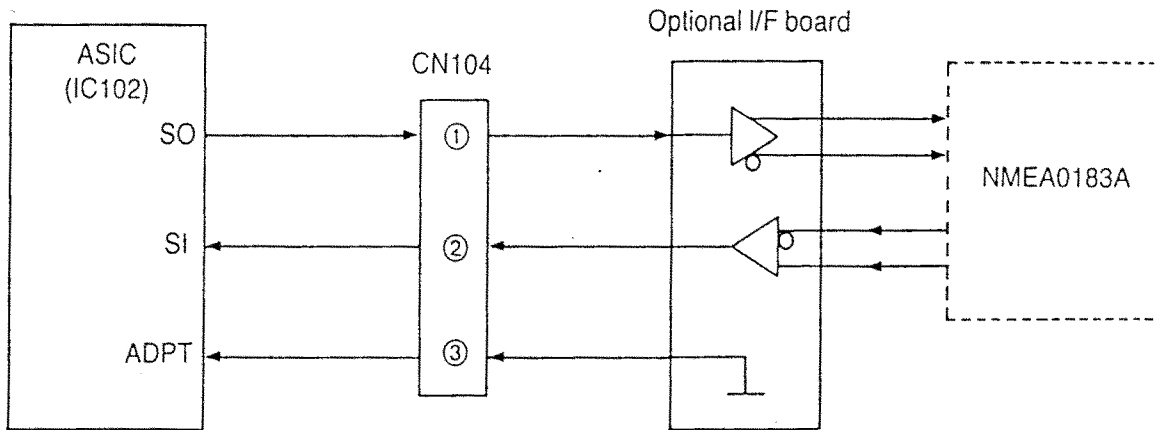 Optional I/F board
ASIC
(IC102)
CN104
SO
①
NMEA0183A
SI
②
ADPT
③